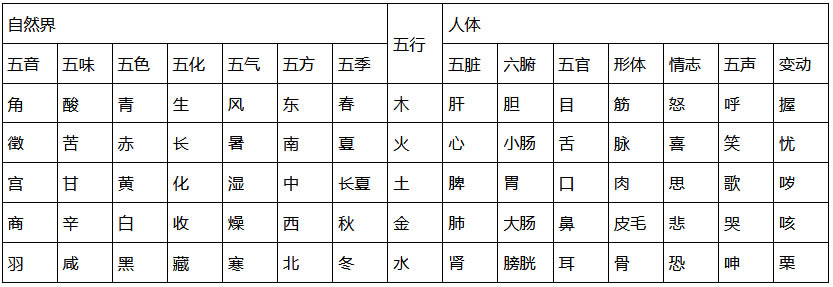 自然界 五行 人体
五音 五味 五色 五化 五气 五方 五季 五脏 六腑 五官 形体 情志 五声 变动
角 酸 青 生 风 东 春 木 肝 胆 目 筋 怒 呼 握
徵 苦 赤 长 暑 南 夏 火 心 小肠 舌 脉 喜 笑 忧
宫 甘 黄 化 湿 中 长夏 土 脾 胃 口 肉 思 歌 哕
商 辛 白 收 燥 西 秋 金 肺 大肠 鼻 皮毛 悲 哭 咳
羽 咸 黑 藏 寒 北 冬 水 肾 膀胱 耳 骨 恐 呻 栗